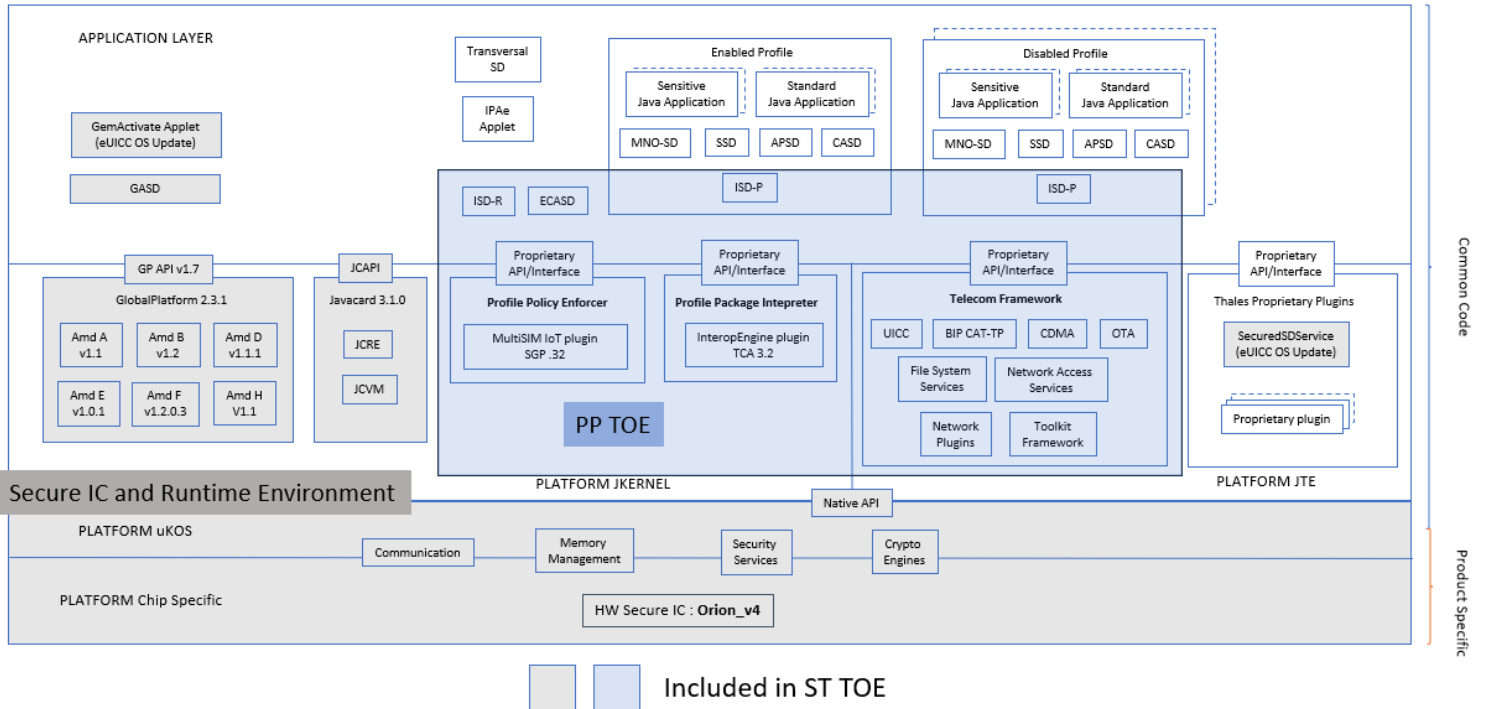 APPLICATION LAYER
Transversal
SD
IPAe
Applet
GemActivate Applet
(eUICC OS Update)
GASD
Enabled Profile
Sensitive
Java Application
Standard
Java Application
MNO-SD
SSD
APSD
CASD
ISD-P
Disabled Profile
Sensitive
Java Application
Standard
Java Application
MNO-SD
SSD
APSD
CASD
ISD-P
ISD-R
ECASD
GP API v1.7
GlobalPlatform 2.3.1
Amd A
v1.1
Amd B
v1.2
Amd D
v1.1.1
Amd E
v1.0.1
Amd F
v1.2.0.3
Amd H
V1.1
JCAPI
Javacard 3.1.0
JCRE
JCVM
Proprietary
API/Interface
Profile Policy Enforcer
MultiSIM IoT plugin
SGP .32
Proprietary
API/Interface
Profile Package Intepreter
InteropEngine plugin
TCA 3.2
PP TOE
Proprietary
API/Interface
Telecom Framework
UICC
BIP CAT-TP
CDMA
OTA
File System
Services
Network Access
Services
Network
Plugins
Toolkit
Framework
Proprietary
API/Interface
Thales Proprietary Plugins
SecuredSDService
(eUICC OS Update)
Proprietary plugin
Secure IC and Runtime Environment
PLATFORM JKERNEL
PLATFORM JTE
Native API
PLATFORM uKOS
Communication
Memory
Management
Security
Services
Crypto
Engines
PLATFORM Chip Specific
HW Secure IC : Orion_v4
Common Code
Product Specific
Included in ST TOE